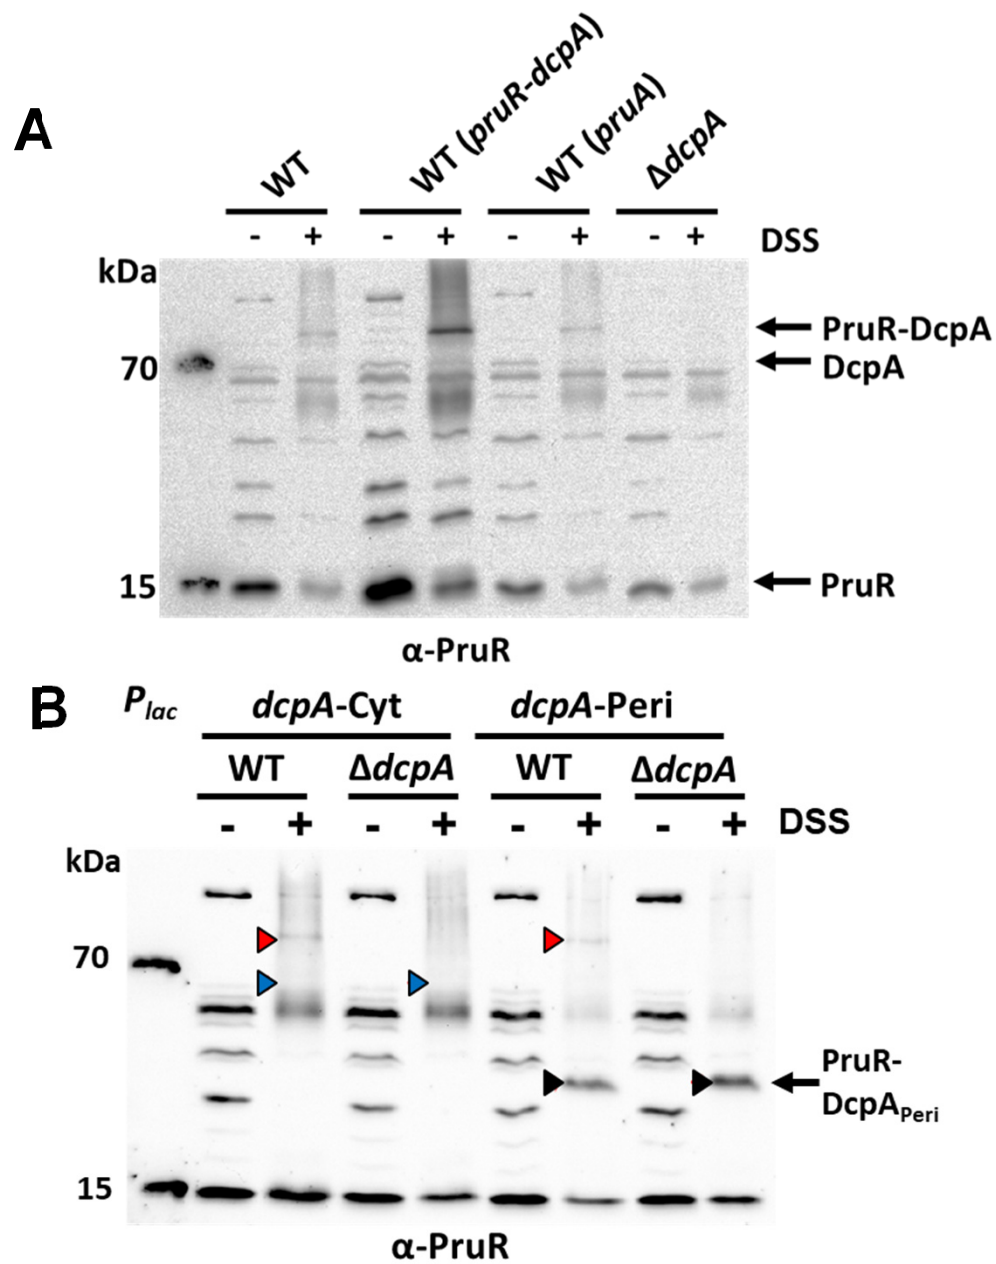 A
WT
WT (pruR-dcpA)
WT (pruA)
ΔdcpA
- + - + - + - + DSS
kDa
PruR-DcpA
70
DcpA
15
PruR
α-PruR
B
Plac
dcpA-Cyt
dcpA-Peri
WT ΔdcpA WT ΔdcpA
- + - + - + - + DSS
kDa
70
PruR-
DcpAPeri
15
α-PruR